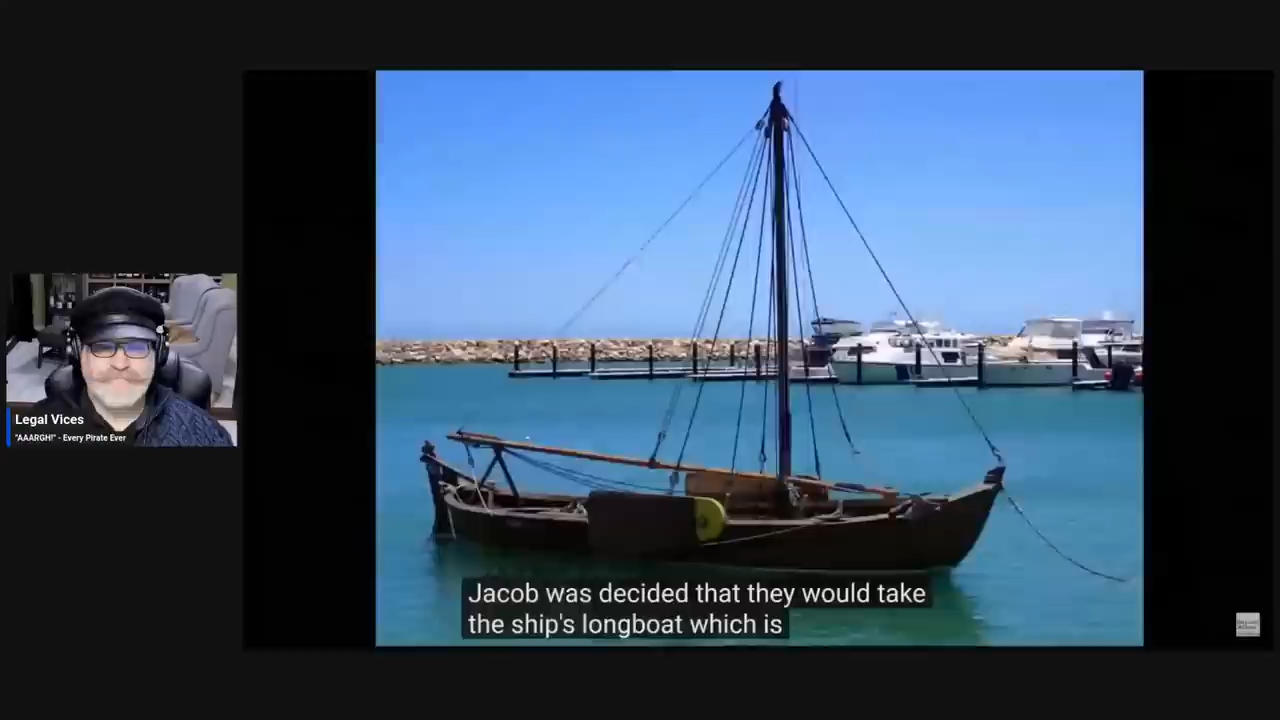 Legal Vices
"AAARGH!" - Every Pirate Ever
Jacob was decided that they would take
the ship's longboat which is